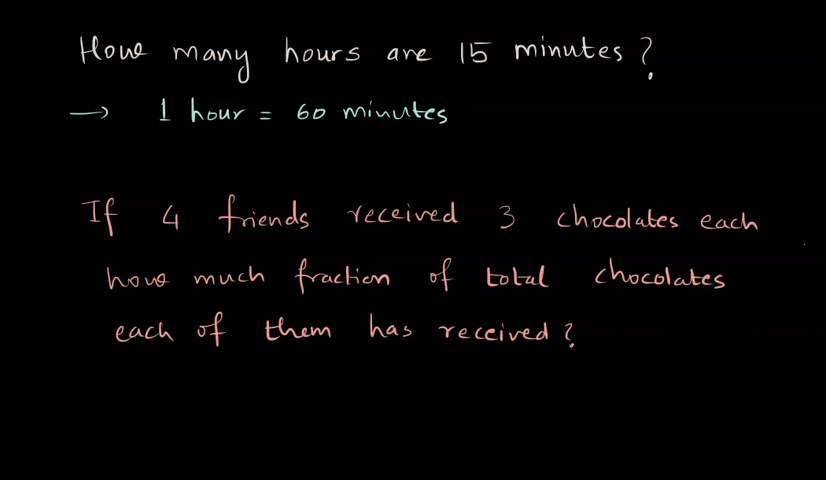 How many hours are 15 minutes?
→ 1 hour = 60 minutes
If 4 friends received 3 chocolates each
how much fraction of total chocolates
each of them has received?